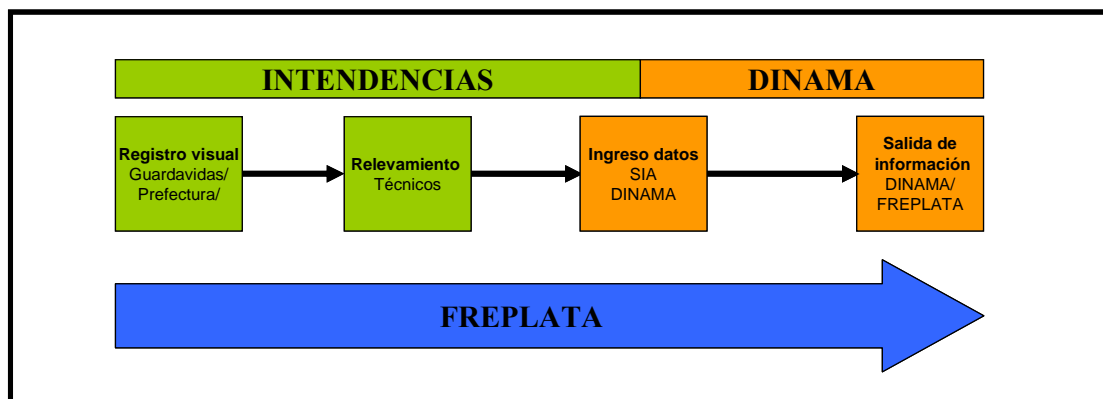 INTENDENCIAS DINAMA
Registro visual
Guardavidas/
Prefectura/
Relevamiento
Técnicos
Ingreso datos
SIA
DINAMA
Salida de
información
DINAMA/
FREPLATA
FREPLATA